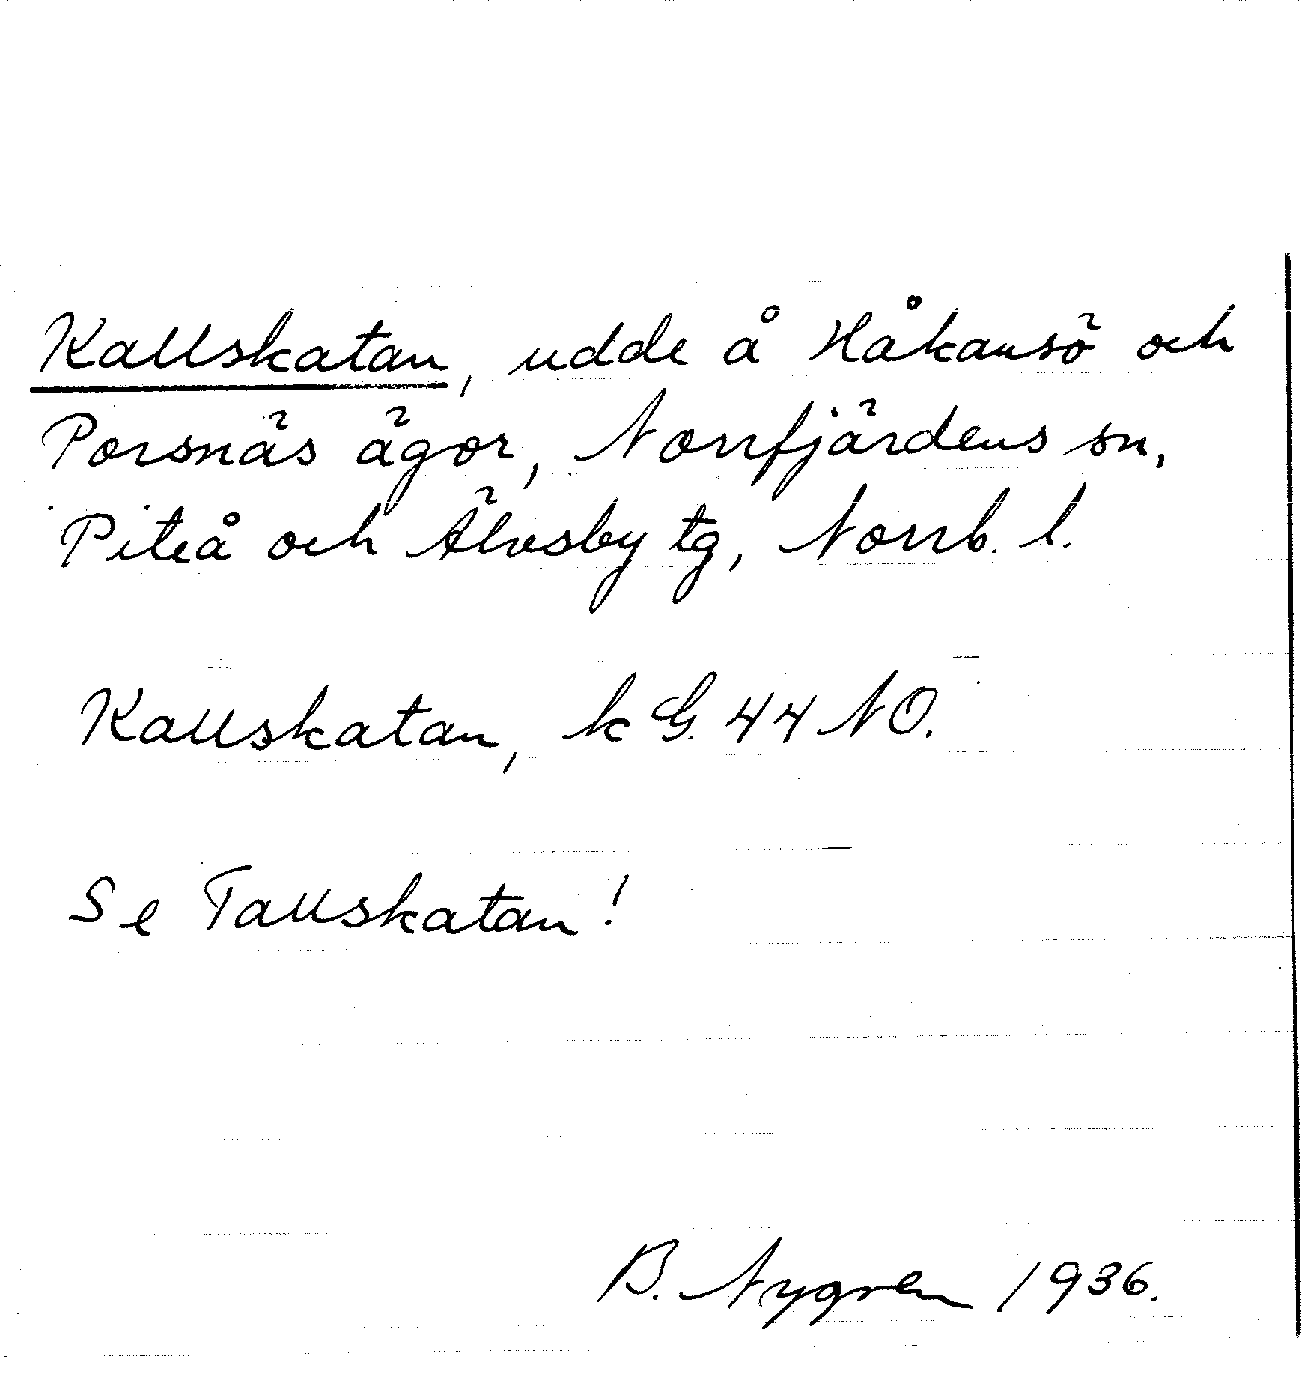 Kallskatan, udde å Håkansö och
Porsnäs ägor, Norrfjärdens sn,
Piteå och Älvsby tg, Norrb. l.
Kallskatan, k G. 44 NO.
Se Tallskatan!
B. Nygren 1936.